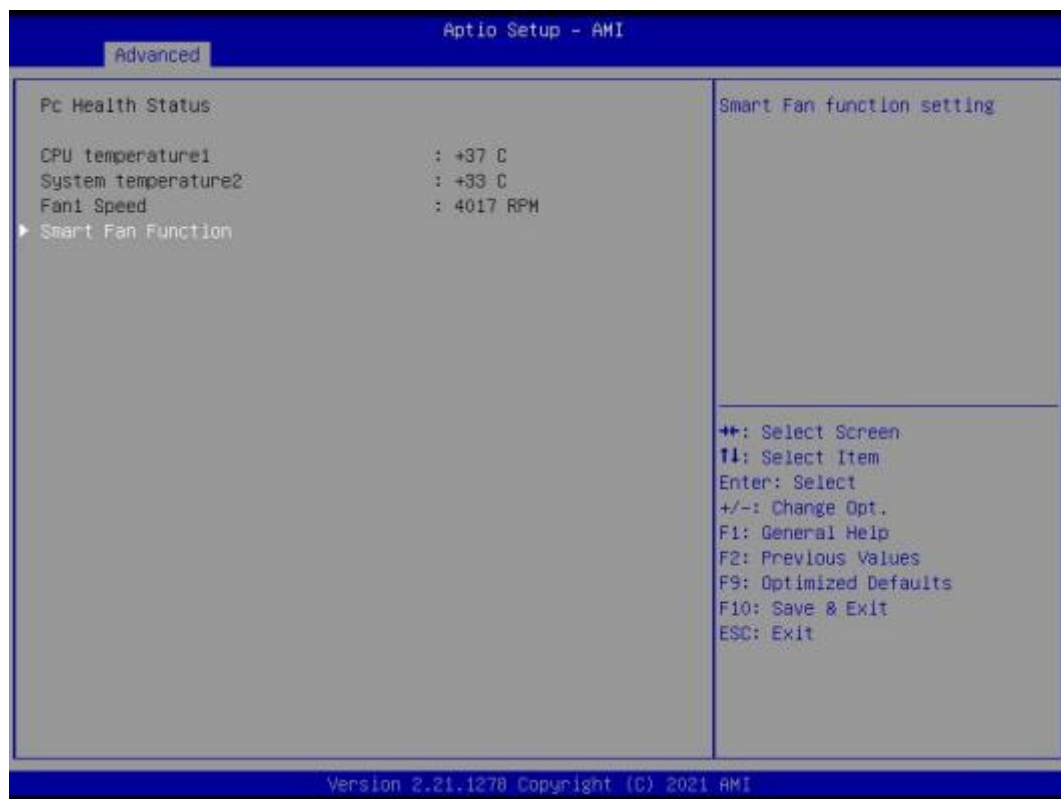 Aptio Setup – AMI
Advanced
Pc Health Status
CPU temperature1 : +37 C
System temperature2 : +33 C
Fan1 Speed : 4017 RPM
Smart Fan Function
Smart Fan function setting
→←: Select Screen
↑↓: Select Item
Enter: Select
+/-: Change Opt.
F1: General Help
F2: Previous Values
F9: Optimized Defaults
F10: Save & Exit
ESC: Exit
Version 2.21.1278 Copyright (C) 2021 AMI